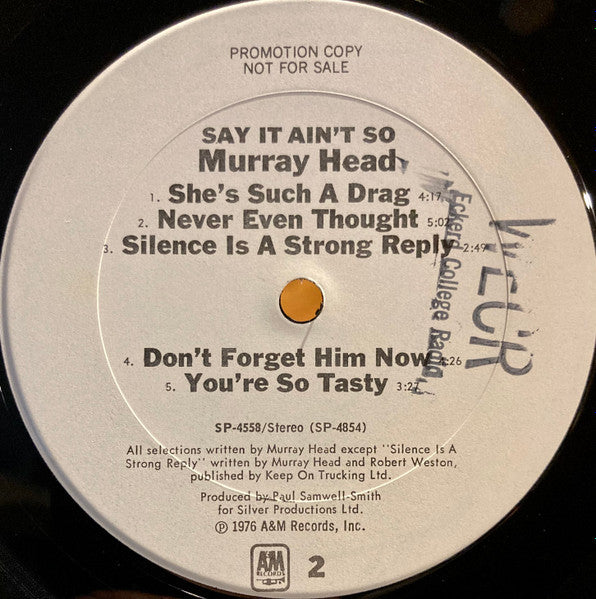 PROMOTION COPY
NOT FOR SALE
SAY IT AIN'T SO
Murray Head
1. She's Such A Drag 4:17
2. Never Even Thought 5:02
3. Silence Is A Strong Reply 2:49
4. Don't Forget Him Now 4:26
5. You're So Tasty 3:27
SP-4558/Stereo (SP-4854)
All selections written by Murray Head except "Silence Is A
Strong Reply" written by Murray Head and Robert Weston,
published by Keep On Trucking Ltd.
Produced by Paul Samwell-Smith
for Silver Productions Ltd.
Ⓟ 1976 A&M Records, Inc.
A&M
RECORDS
2
Eckerd College Radio
WECR